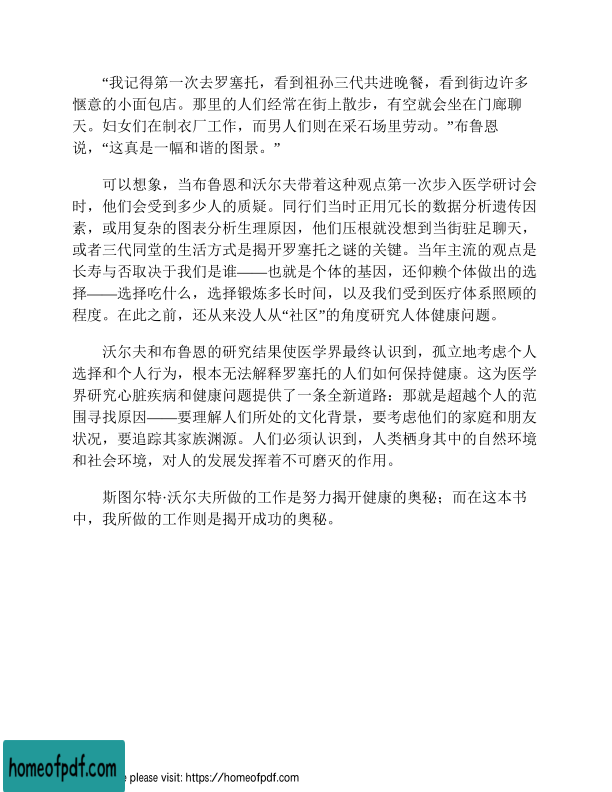 “我记得第一次去罗塞托，看到祖孙三代共进晚餐，看到街边许多
惬意的小面包店。那里的人们经常在街上散步，有空就会坐在门廊聊
天。妇女们在制衣厂工作，而男人们则在采石场里劳动。”布鲁恩
说，“这真是一幅和谐的图景。”
可以想象，当布鲁恩和沃尔夫带着这种观点第一次步入医学研讨会
时，他们会受到多少人的质疑。同行们当时正用冗长的数据分析遗传因
素，或用复杂的图表分析生理原因，他们压根就没想到当街驻足聊天，
或者三代同堂的生活方式是揭开罗塞托之谜的关键。当年主流的观点是
长寿与否取决于我们是谁——也就是个体的基因，还仰赖个体做出的选
择——选择吃什么，选择锻炼多长时间，以及我们受到医疗体系照顾的
程度。在此之前，还从来没人从“社区”的角度研究人体健康问题。
沃尔夫和布鲁恩的研究结果使医学界最终认识到，孤立地考虑个人
选择和个人行为，根本无法解释罗塞托的人们如何保持健康。这为医学
界研究心脏疾病和健康问题提供了一条全新道路：那就是超越个人的范
围寻找原因——要理解人们所处的文化背景，要考虑他们的家庭和朋友
状况，要追踪其家族渊源。人们必须认识到，人类栖身其中的自然环境
和社会环境，对人的发展发挥着不可磨灭的作用。
斯图尔特·沃尔夫所做的工作是努力揭开健康的奥秘；而在这本书
中，我所做的工作则是揭开成功的奥秘。
homeofpdf.com
e please visit: https://homeofpdf.com